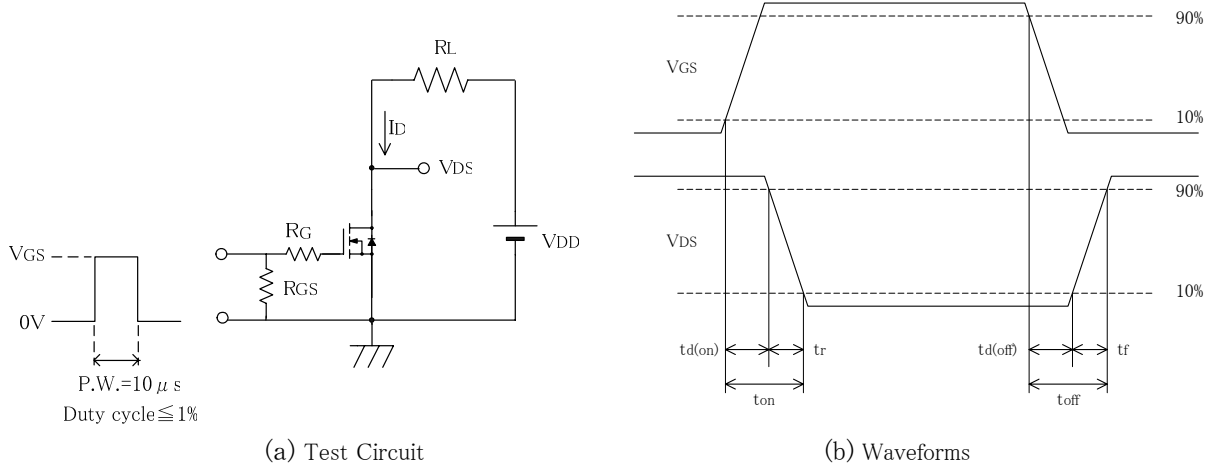 RL
ID
VDS
RG
VDD
RGS
VGS
0V
P.W.=10 μ s
Duty cycle≦1%
(a) Test Circuit
90%
VGS
10%
90%
VDS
10%
td(on)
tr
td(off)
tf
ton
toff
(b) Waveforms